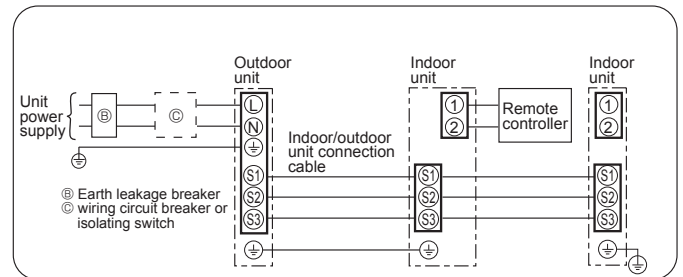 Outdoor
unit
Indoor
unit
Indoor
unit
Unit
power
supply
Ⓑ
Ⓒ
L
N
1
2
Remote
controller
1
2
Indoor/outdoor
unit connection
cable
S1
S2
S3
S1
S2
S3
S1
S2
S3
Ⓑ Earth leakage breaker
Ⓒ wiring circuit breaker or
isolating switch